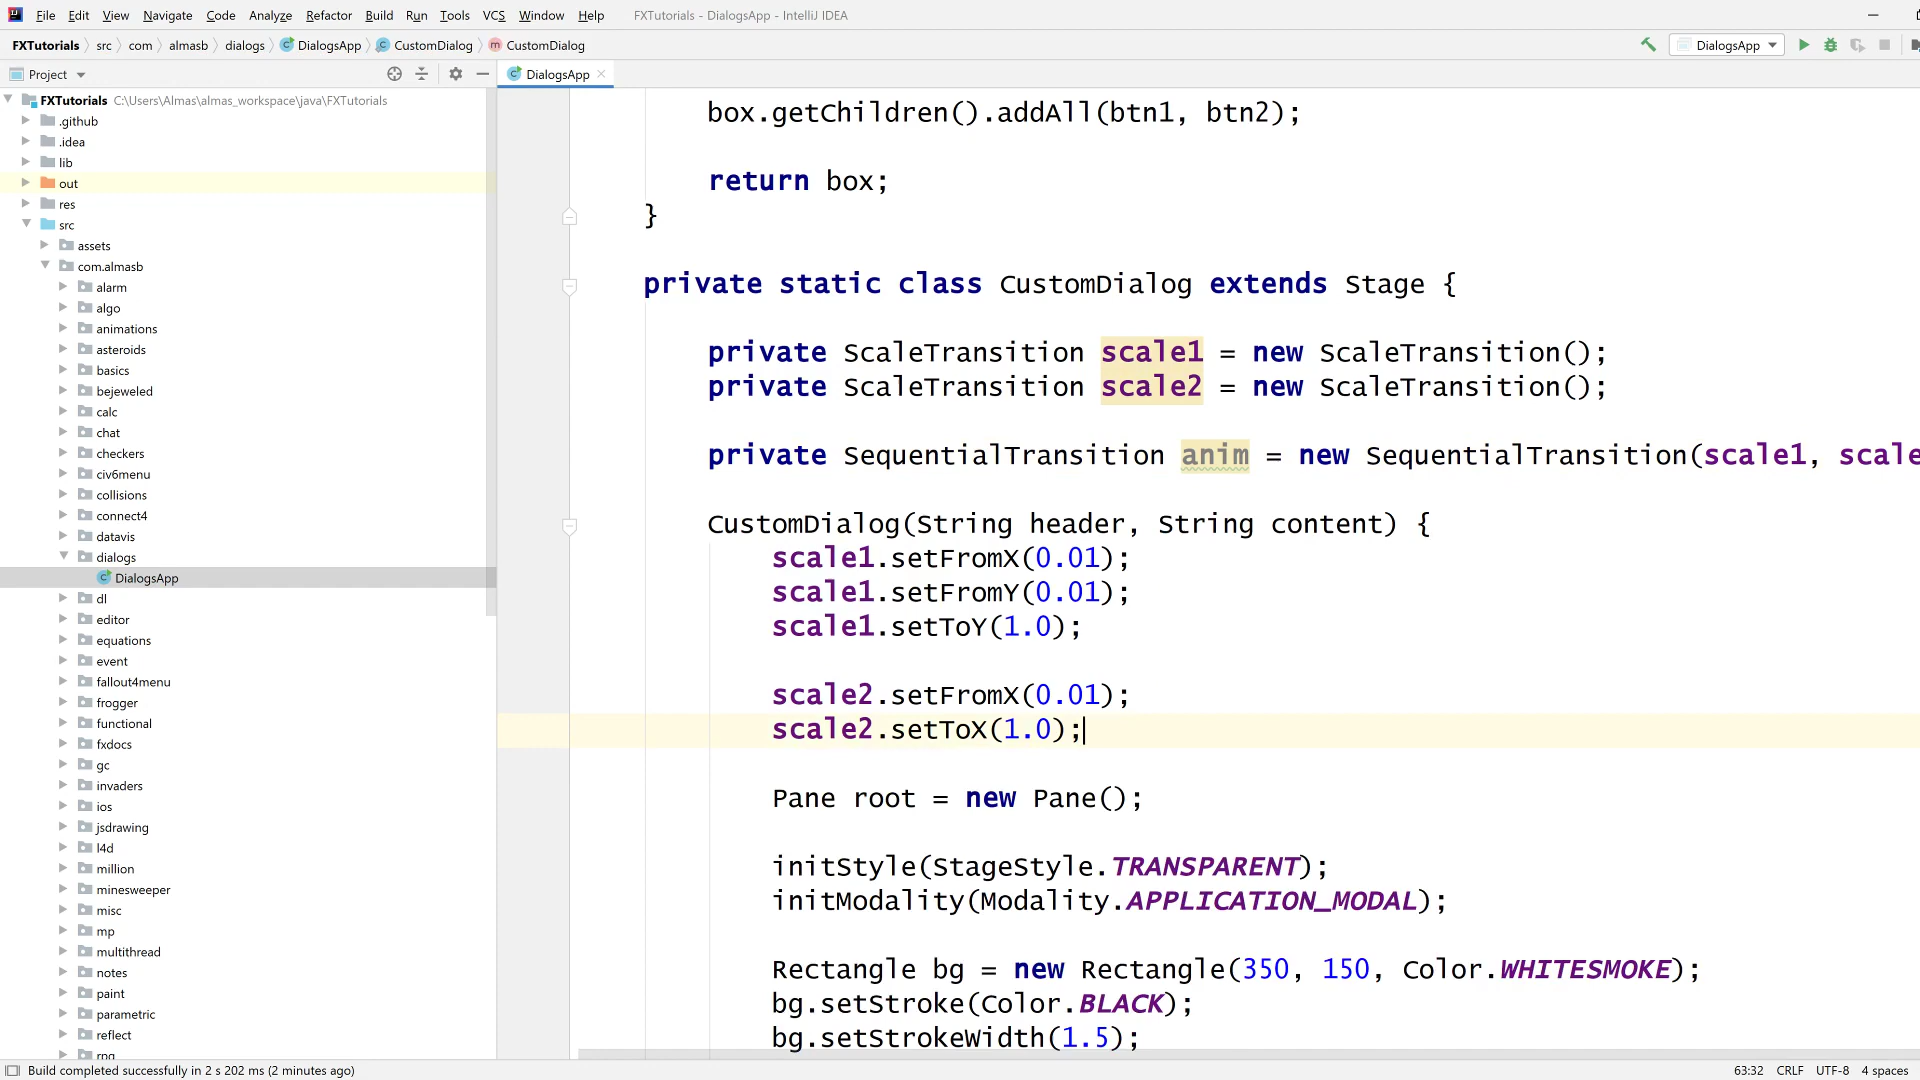 File Edit View Navigate Code Analyze Refactor Build Run Tools VCS Window Help FXTutorials - DialogsApp - IntelliJ IDEA
FXTutorials src com almasb dialogs DialogsApp CustomDialog CustomDialog DialogsApp
Project DialogsApp
FXTutorials C:\Users\Almas\almas_workspace\java\FXTutorials
.github
.idea
lib
out
res
src
assets
com.almasb
alarm
algo
animations
asteroids
basics
bejeweled
calc
chat
checkers
civ6menu
collisions
connect4
datavis
dialogs
DialogsApp
dl
editor
equations
event
fallout4menu
frogger
functional
fxdocs
gc
invaders
ios
jsdrawing
l4d
million
minesweeper
misc
mp
multithread
notes
paint
parametric
reflect
rpg
box.getChildren().addAll(btn1, btn2);
return box;
}
private static class CustomDialog extends Stage {
private ScaleTransition scale1 = new ScaleTransition();
private ScaleTransition scale2 = new ScaleTransition();
private SequentialTransition anim = new SequentialTransition(scale1, scale
CustomDialog(String header, String content) {
scale1.setFromX(0.01);
scale1.setFromY(0.01);
scale1.setToY(1.0);
scale2.setFromX(0.01);
scale2.setToX(1.0);
Pane root = new Pane();
initStyle(StageStyle.TRANSPARENT);
initModality(Modality.APPLICATION_MODAL);
Rectangle bg = new Rectangle(350, 150, Color.WHITESMOKE);
bg.setStroke(Color.BLACK);
bg.setStrokeWidth(1.5);
Build completed successfully in 2 s 202 ms (2 minutes ago) 63:32 CRLF UTF-8 4 spaces